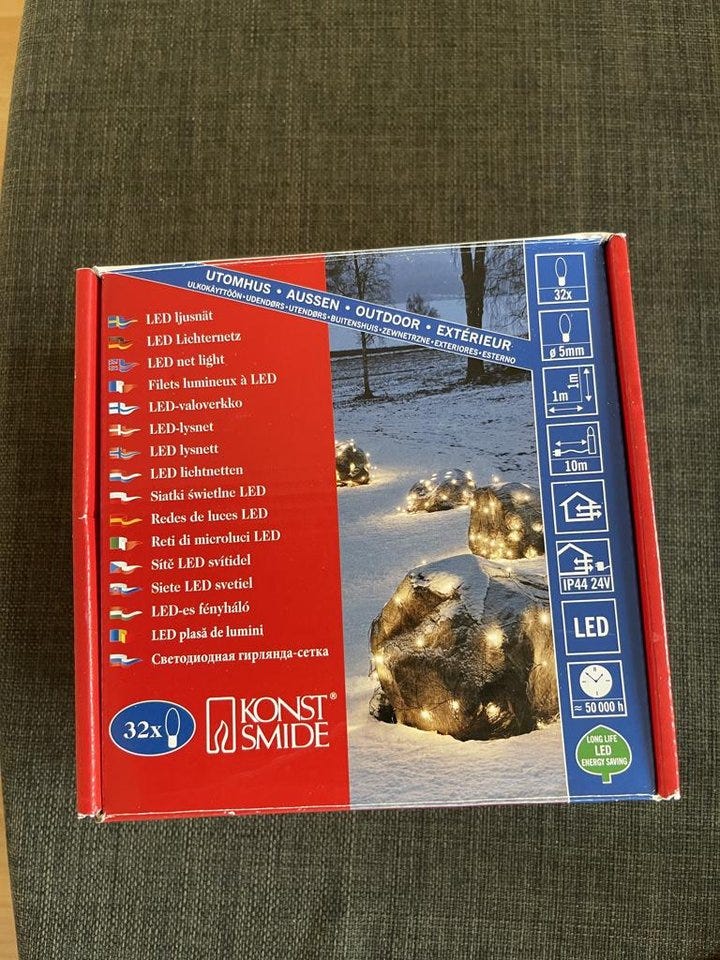 UTOMHUS • AUSSEN • OUTDOOR • EXTÉRIEUR
ULKOKÄYTTÖÖN • UDENDØRS • UTENDØRS • BUITENSHUIS • ZEWNETRZNE • EXTERIORES • ESTERNO
LED ljusnät
LED Lichternetz
LED net light
Filets lumineux à LED
LED-valoverkko
LED-lysnet
LED lysnett
LED lichtnetten
Siatki świetlne LED
Redes de luces LED
Reti di microluci LED
Sítě LED svítidel
Siete LED svetiel
LED-es fényháló
LED plasă de lumini
Светодиодная гирлянда-сетка
32x
KONST
SMIDE®
32x
ø 5mm
1m
1m
10m
IP44 24V
LED
≈ 50 000 h
LONG LIFE
LED
ENERGY SAVING